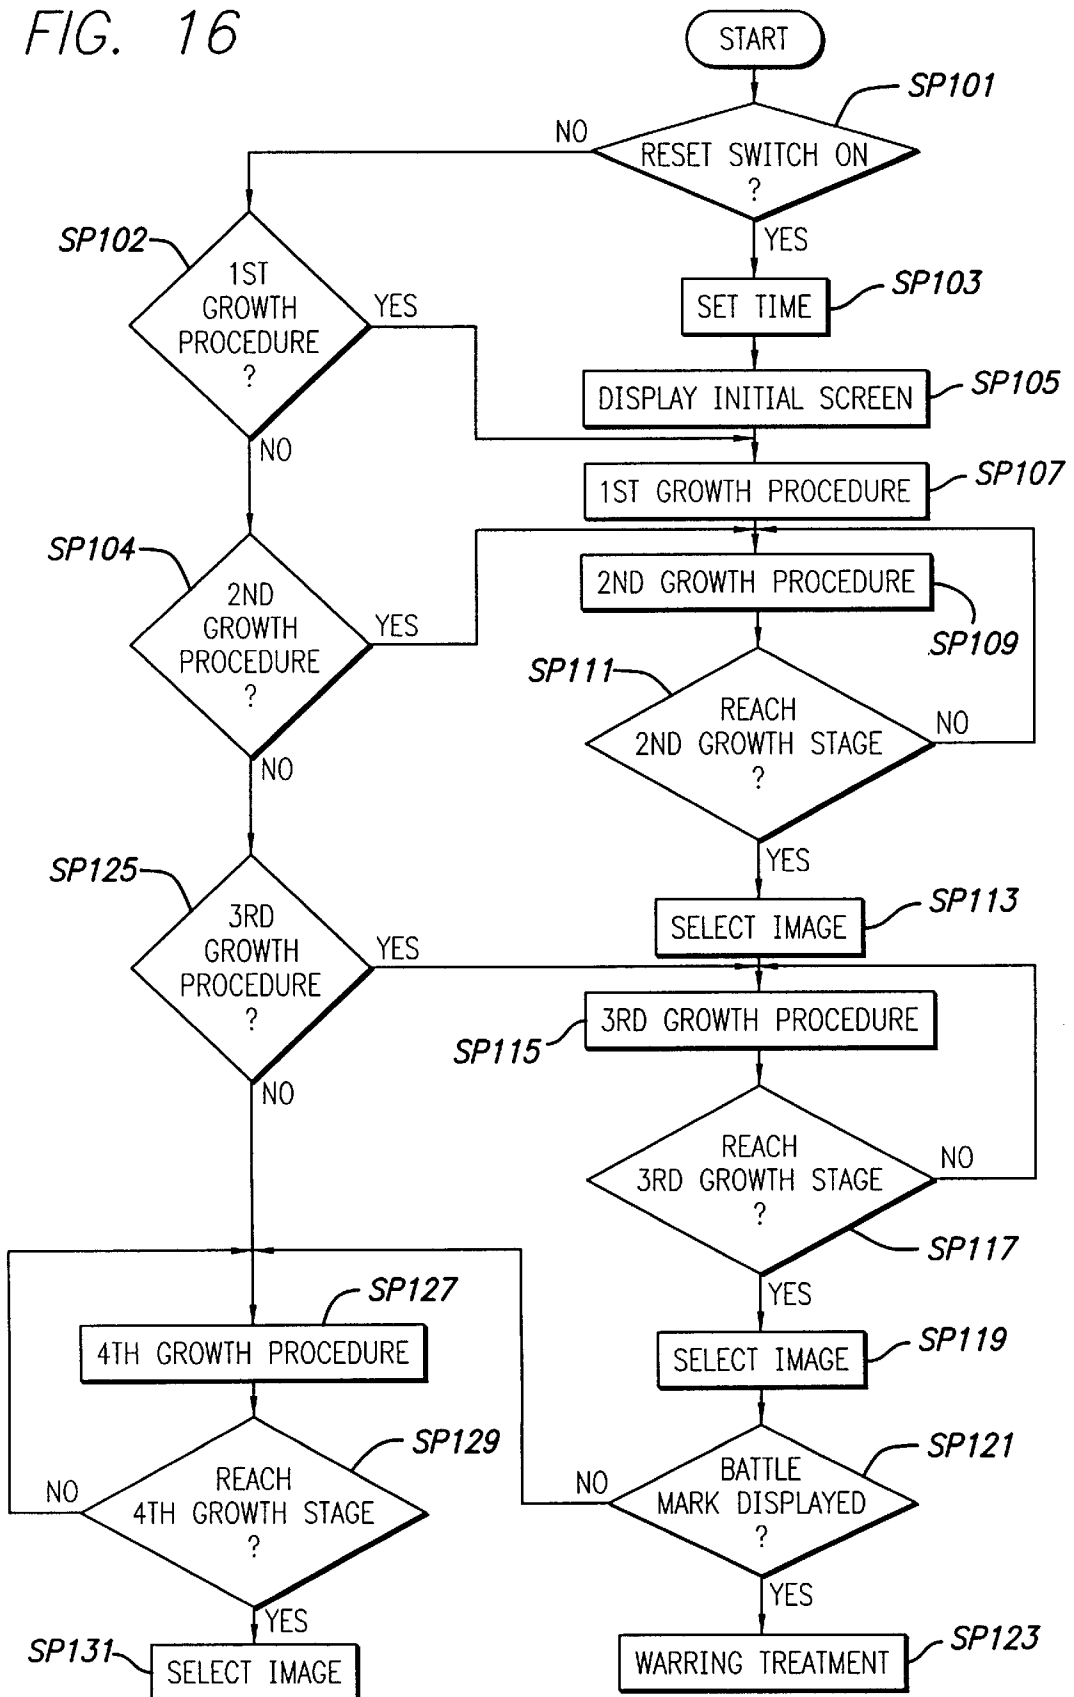 FIG. 16
START
SP101
NO
RESET SWITCH ON
?
YES
SP102
1ST
GROWTH
PROCEDURE
?
YES
NO
SP103
SET TIME
SP105
DISPLAY INITIAL SCREEN
SP107
1ST GROWTH PROCEDURE
SP104
2ND
GROWTH
PROCEDURE
?
YES
NO
2ND GROWTH PROCEDURE
SP109
SP111
REACH
2ND GROWTH STAGE
?
NO
YES
SP125
3RD
GROWTH
PROCEDURE
?
YES
NO
SP113
SELECT IMAGE
3RD GROWTH PROCEDURE
SP115
REACH
3RD GROWTH STAGE
?
NO
SP117
YES
SP127
4TH GROWTH PROCEDURE
SP119
SELECT IMAGE
SP129
REACH
4TH GROWTH STAGE
?
NO
YES
SP121
BATTLE
MARK DISPLAYED
?
NO
YES
SP131
SELECT IMAGE
SP123
WARRING TREATMENT